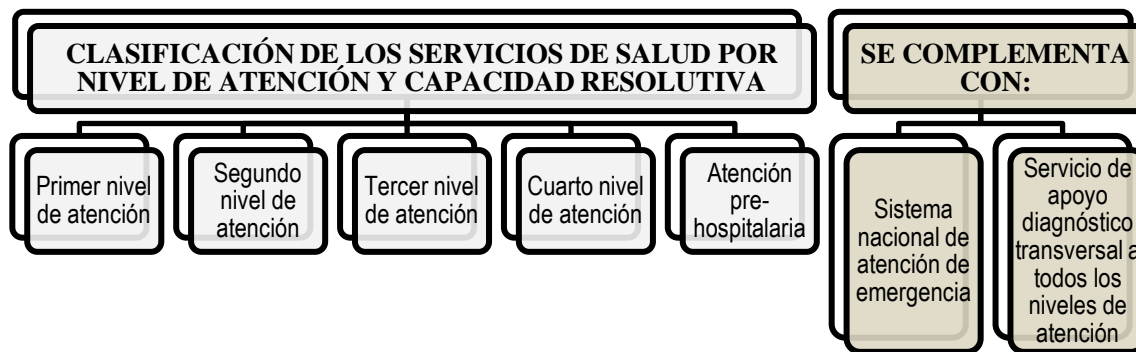 CLASIFICACIÓN DE LOS SERVICIOS DE SALUD POR
NIVEL DE ATENCIÓN Y CAPACIDAD RESOLUTIVA
Primer nivel
de atención
Segundo
nivel de
atención
Tercer nivel
de atención
Cuarto nivel
de atención
Atención
pre-
hospitalaria
SE COMPLEMENTA
CON:
Sistema
nacional de
atención de
emergencia
Servicio de
apoyo
diagnóstico
transversal a
todos los
niveles de
atención